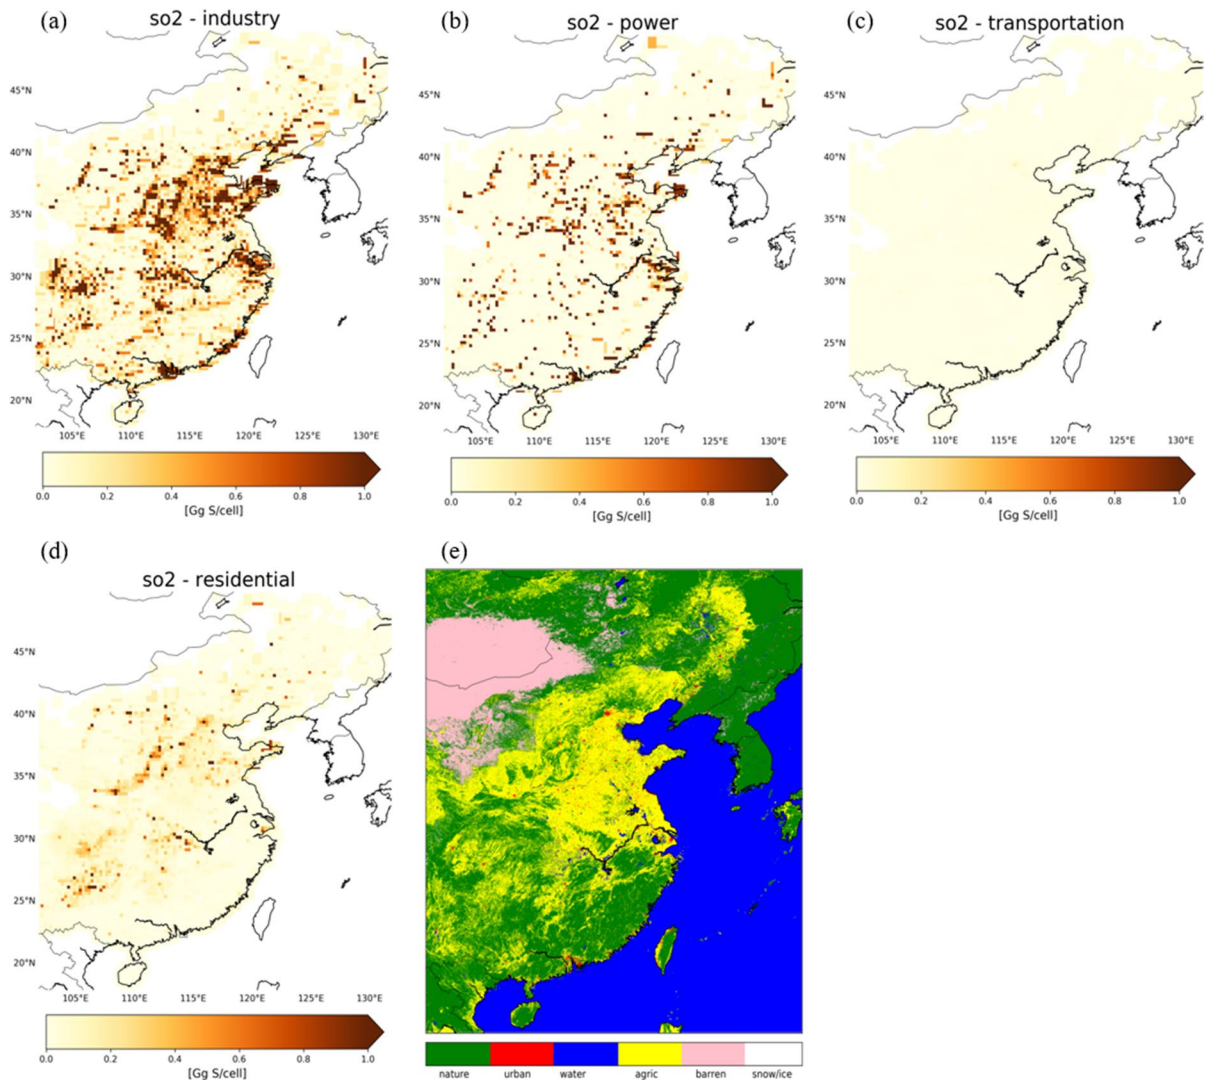 (a)
so2 - industry
45°N
40°N
35°N
30°N
25°N
20°N
105°E 110°E 115°E 120°E 125°E 130°E
0.0 0.2 0.4 0.6 0.8 1.0
[Gg S/cell]
(b)
so2 - power
45°N
40°N
35°N
30°N
25°N
20°N
105°E 110°E 115°E 120°E 125°E 130°E
0.0 0.2 0.4 0.6 0.8 1.0
[Gg S/cell]
(c)
so2 - transportation
45°N
40°N
35°N
30°N
25°N
20°N
105°E 110°E 115°E 120°E 125°E 130°E
0.0 0.2 0.4 0.6 0.8 1.0
[Gg S/cell]
(d)
so2 - residential
45°N
40°N
35°N
30°N
25°N
20°N
105°E 110°E 115°E 120°E 125°E 130°E
0.0 0.2 0.4 0.6 0.8 1.0
[Gg S/cell]
(e)
nature urban water agric barren snow/ice